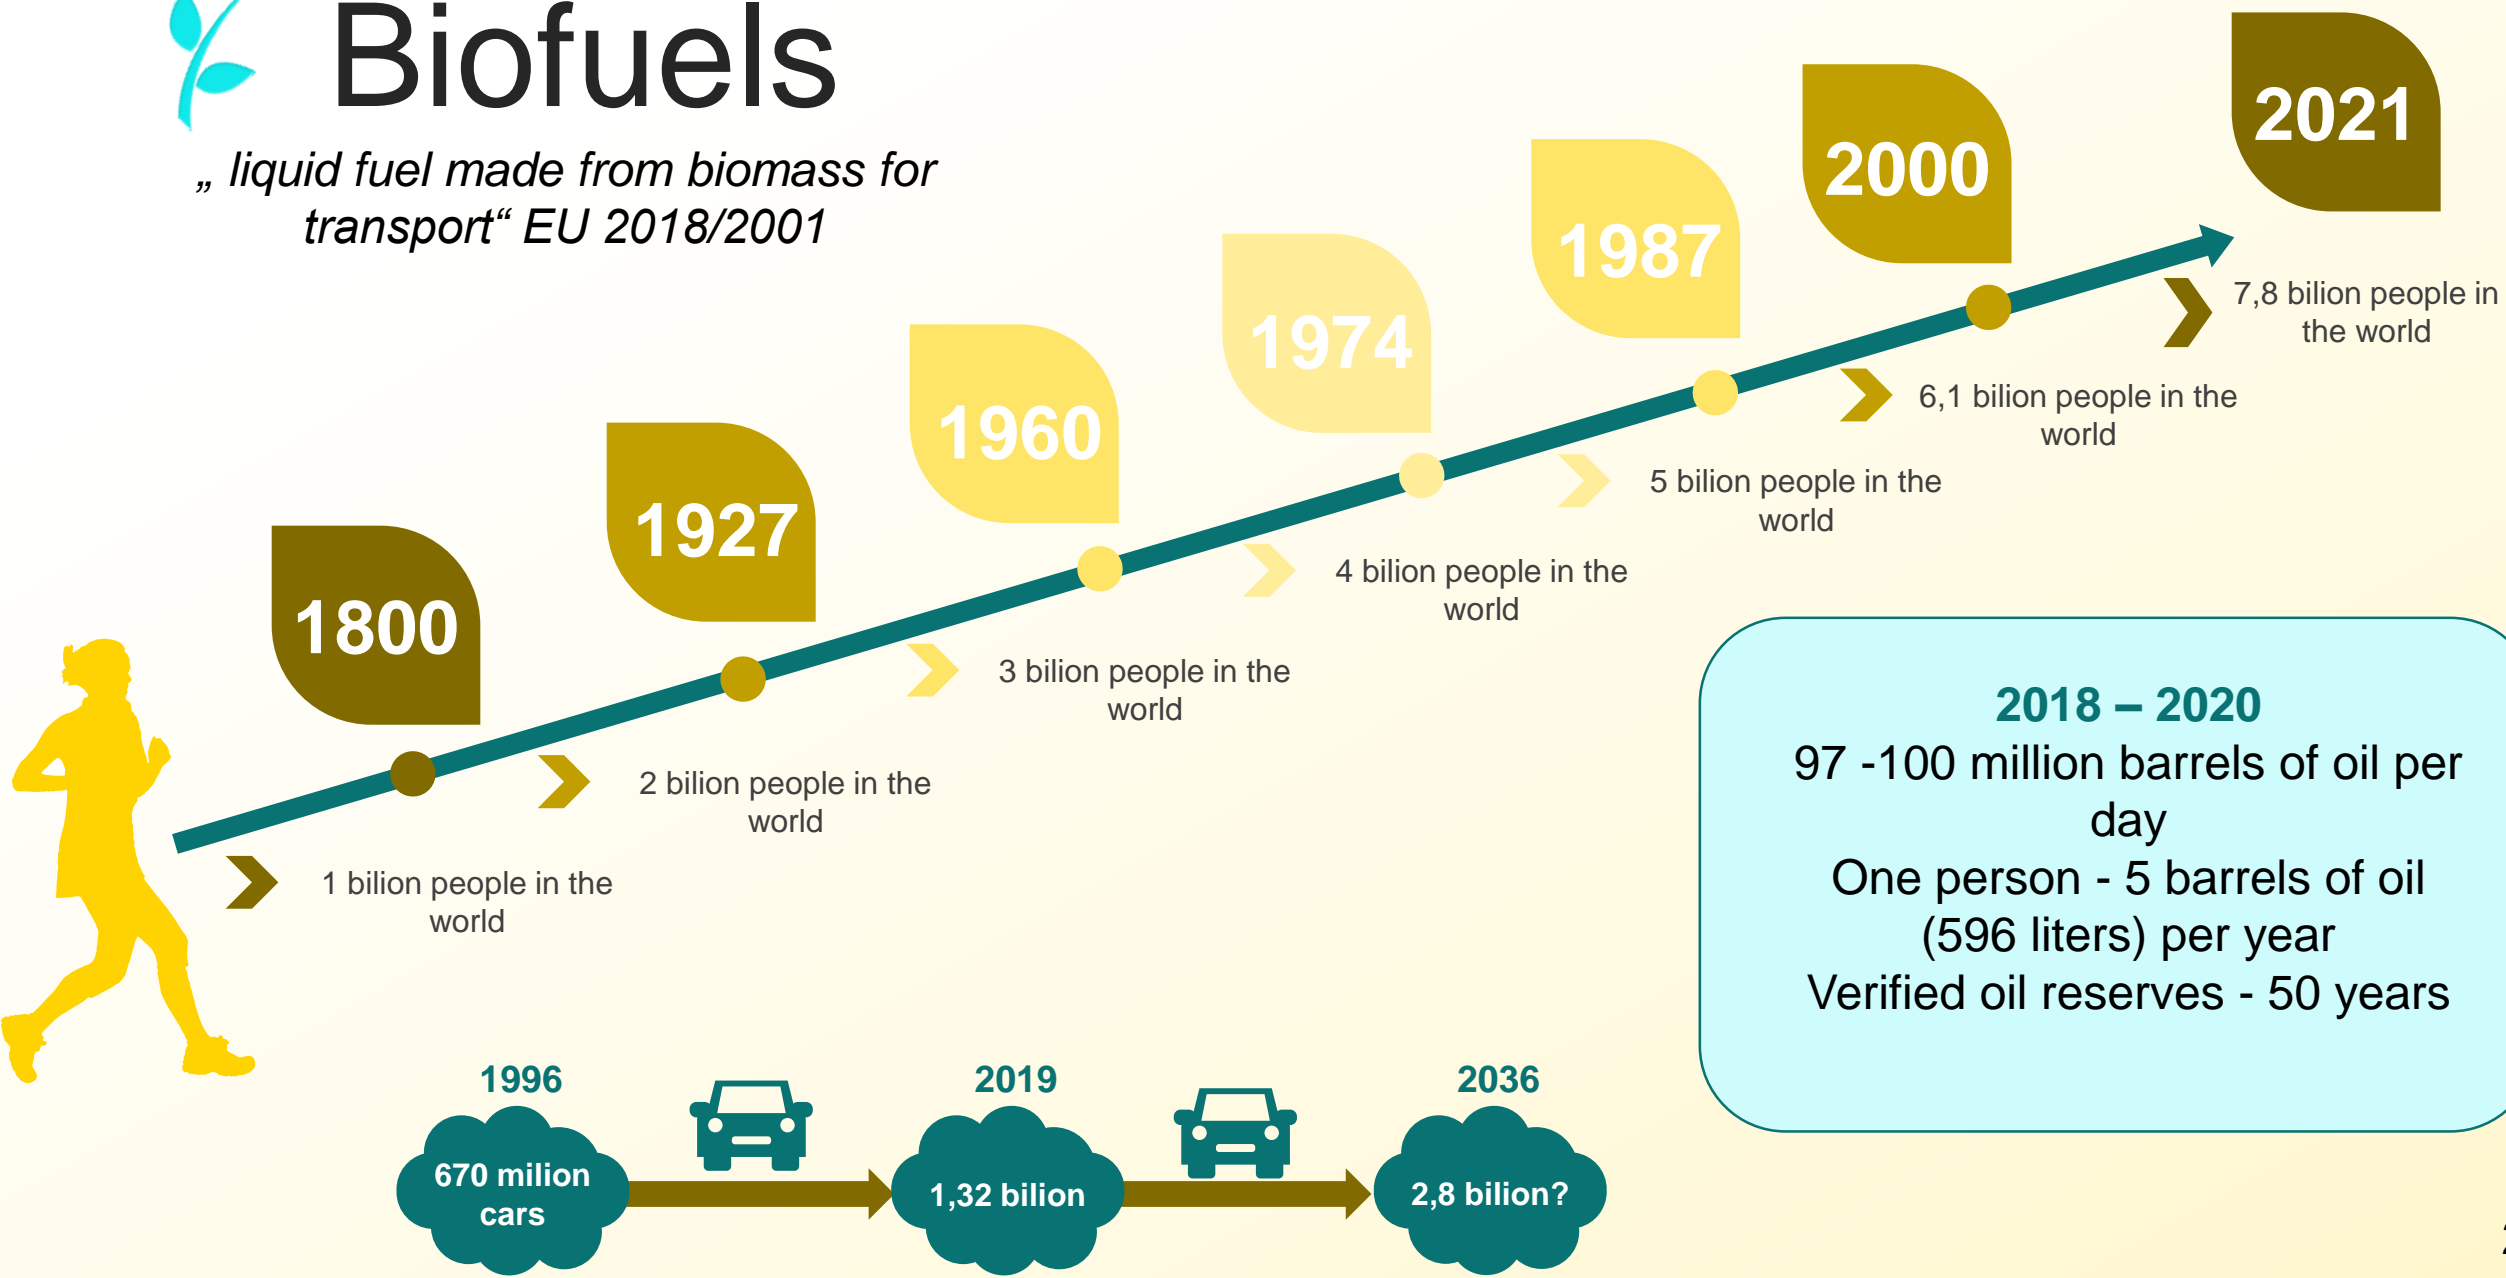 Biofuels
„ liquid fuel made from biomass for
transport“ EU 2018/2001
1800
1 bilion people in the
world
1927
2 bilion people in the
world
1960
3 bilion people in the
world
1974
4 bilion people in the
world
1987
5 bilion people in the
world
2000
6,1 bilion people in the
world
2021
7,8 bilion people in
the world
2018 – 2020
97 -100 million barrels of oil per
day
One person - 5 barrels of oil
(596 liters) per year
Verified oil reserves - 50 years
1996
670 milion
cars
2019
1,32 bilion
2036
2,8 bilion?